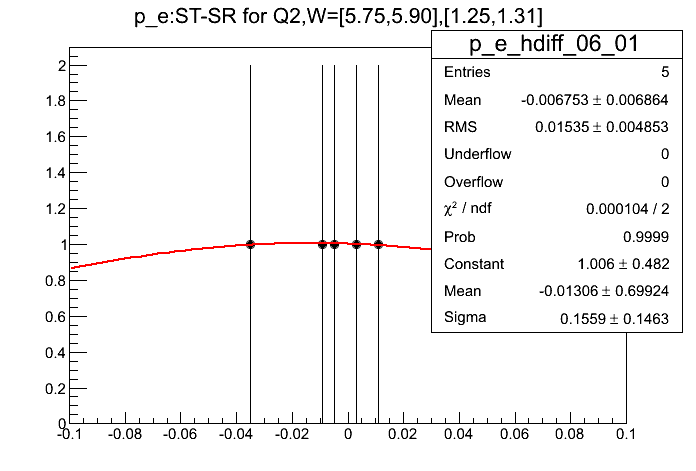 p_e:ST-SR for Q2,W=[5.75,5.90],[1.25,1.31]
p_e_hdiff_06_01
Entries 5
Mean -0.006753 ± 0.006864
RMS 0.01535 ± 0.004853
Underflow 0
Overflow 0
χ² / ndf 0.000104 / 2
Prob 0.9999
Constant 1.006 ± 0.482
Mean -0.01306 ± 0.69924
Sigma 0.1559 ± 0.1463
2
1.8
1.6
1.4
1.2
1
0.8
0.6
0.4
0.2
0
-0.1 -0.08 -0.06 -0.04 -0.02 0 0.02 0.04 0.06 0.08 0.1